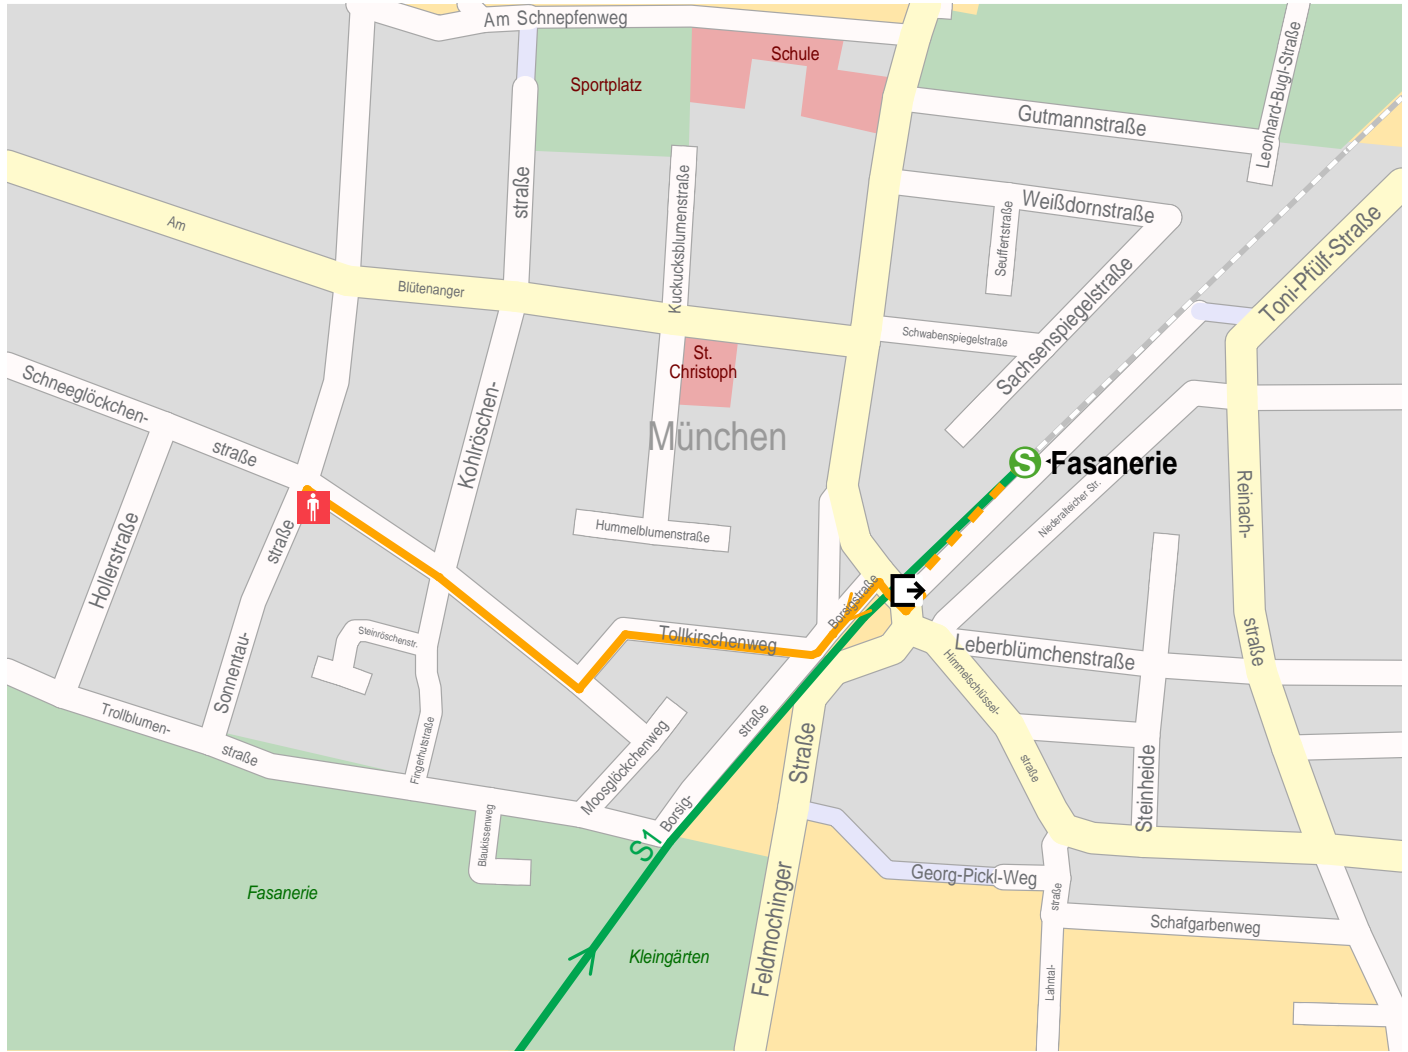 Am Schnepfenweg
Schule
Sportplatz
Leonhard-Bugl-Straße
Gutmannstraße
straße
Kuckucksblumenstraße
Weißdornstraße
Seuffertstraße
Am
Blütenanger
Toni-Pfülf-Straße
Sachsenspiegelstraße
Schwabenspiegelstraße
St.
Christoph
Schneeglöckchen-
straße
Kohlröschen-
München
S
Fasanerie
Niederalteicher Str.
Reinach-
straße
Hummelblumenstraße
Hollerstraße
straße
Sonnentau-
Steinröschenstr.
Borsigstraße
Tollkirschenweg
Leberblümchenstraße
Himmelschlüssel-
straße
Trollblumen-
straße
Fingerhutstraße
Moosglöckchenweg
straße
Borsig-
Straße
Feldmochinger
Steinheide
S1
Blaukissenweg
Georg-Pickl-Weg
straße
Lahntal-
Schafgarbenweg
Fasanerie
Kleingärten